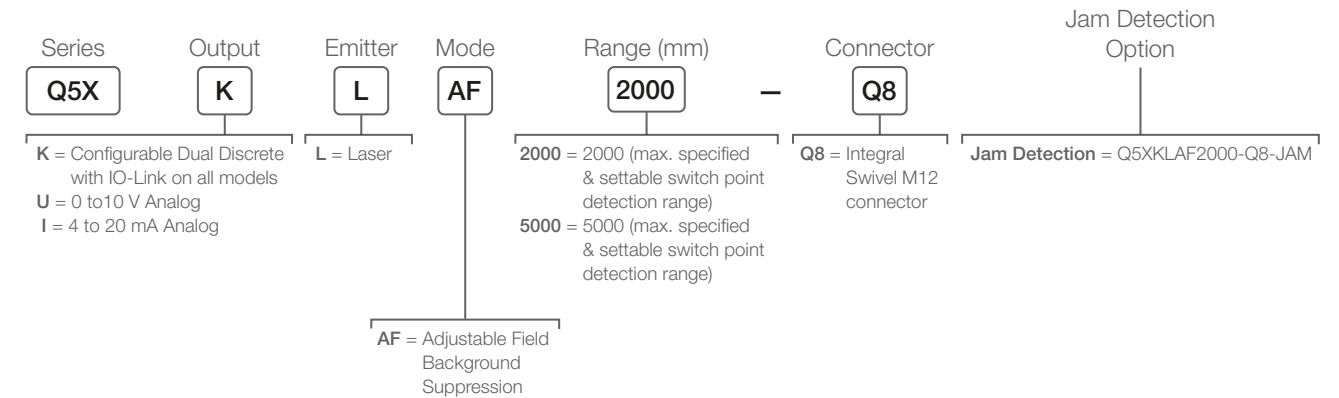 Jam Detection
Option
Series
Output
Emitter
Mode
Range (mm)
Connector
Q5X
K
L
AF
2000
–
Q8
K = Configurable Dual Discrete
with IO-Link on all models
U = 0 to10 V Analog
I = 4 to 20 mA Analog
L = Laser
2000 = 2000 (max. specified
& settable switch point
detection range)
5000 = 5000 (max. specified
& settable switch point
detection range)
Q8 = Integral
Swivel M12
connector
Jam Detection = Q5XKLAF2000-Q8-JAM
AF = Adjustable Field
Background
Suppression